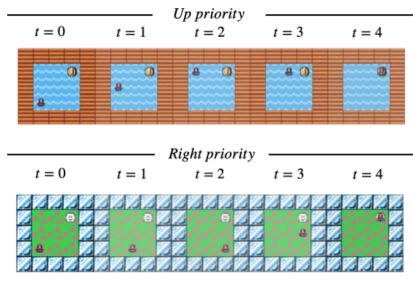 Up priority
t = 0 t = 1 t = 2 t = 3 t = 4
Right priority
t = 0 t = 1 t = 2 t = 3 t = 4